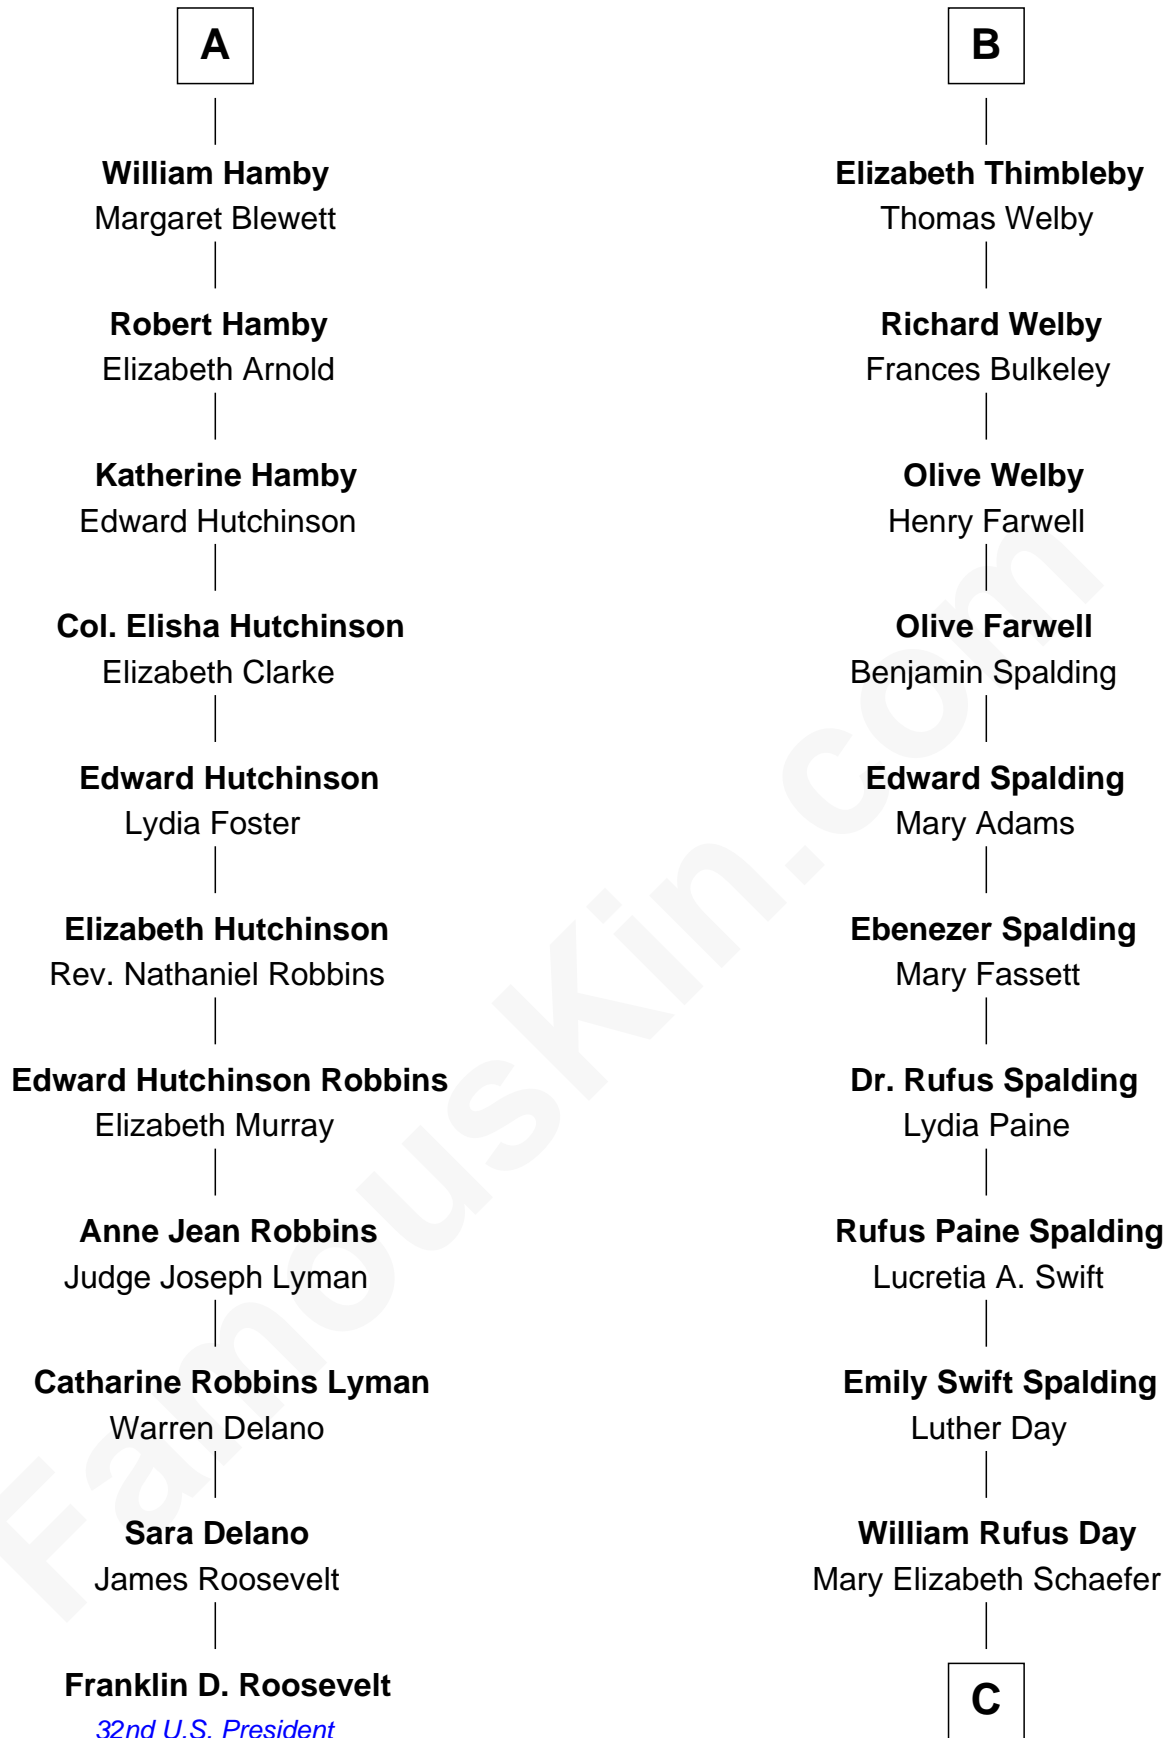 A
William Hamby
Margaret Blewett
Robert Hamby
Elizabeth Arnold
Katherine Hamby
Edward Hutchinson
Col. Elisha Hutchinson
Elizabeth Clarke
Edward Hutchinson
Lydia Foster
Elizabeth Hutchinson
Rev. Nathaniel Robbins
Edward Hutchinson Robbins
Elizabeth Murray
Anne Jean Robbins
Judge Joseph Lyman
Catharine Robbins Lyman
Warren Delano
Sara Delano
James Roosevelt
Franklin D. Roosevelt
32nd U.S. President
B
Elizabeth Thimbleby
Thomas Welby
Richard Welby
Frances Bulkeley
Olive Welby
Henry Farwell
Olive Farwell
Benjamin Spalding
Edward Spalding
Mary Adams
Ebenezer Spalding
Mary Fassett
Dr. Rufus Spalding
Lydia Paine
Rufus Paine Spalding
Lucretia A. Swift
Emily Swift Spalding
Luther Day
William Rufus Day
Mary Elizabeth Schaefer
C
FamousKin.com